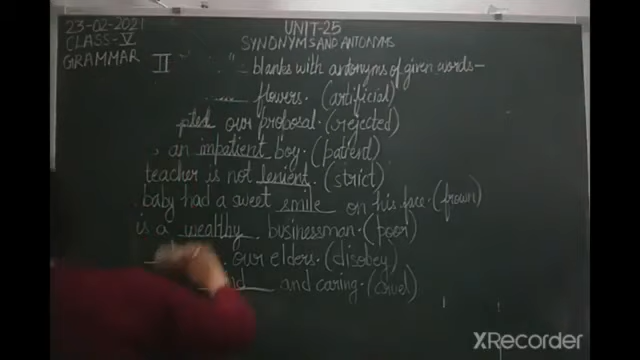 23-02-2021
CLASS-V
GRAMMAR
UNIT-25
SYNONYMS AND ANTONYMS
II blanks with antonyms of given words-
flowers. (artificial)
pted our proposal. (rejected)
an impatient boy. (patient)
teacher is not lenient. (strict)
baby had a sweet smile on his face. (frown)
is a wealthy businessman. (poor)
our elders. (disobey)
nd and caring. (cruel)
XRecorder